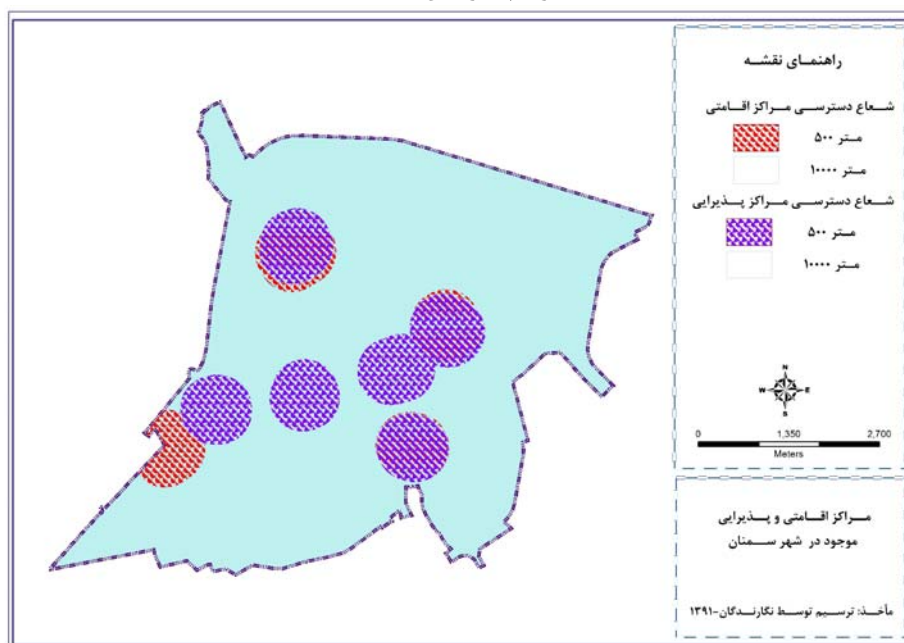 راهنمای نقشه
شعاع دسترسی مراکز اقامتی
۵۰۰ متر
۱۰۰۰۰ متر
شعاع دسترسی مراکز پذیرایی
۵۰۰ متر
۱۰۰۰۰ متر
N
W E
S
0 1,350 2,700
Meters
مراکز اقامتی و پذیرایی
موجود در شهر سمنان
مأخذ: ترسیم توسط نگارندگان-۱۳۹۱